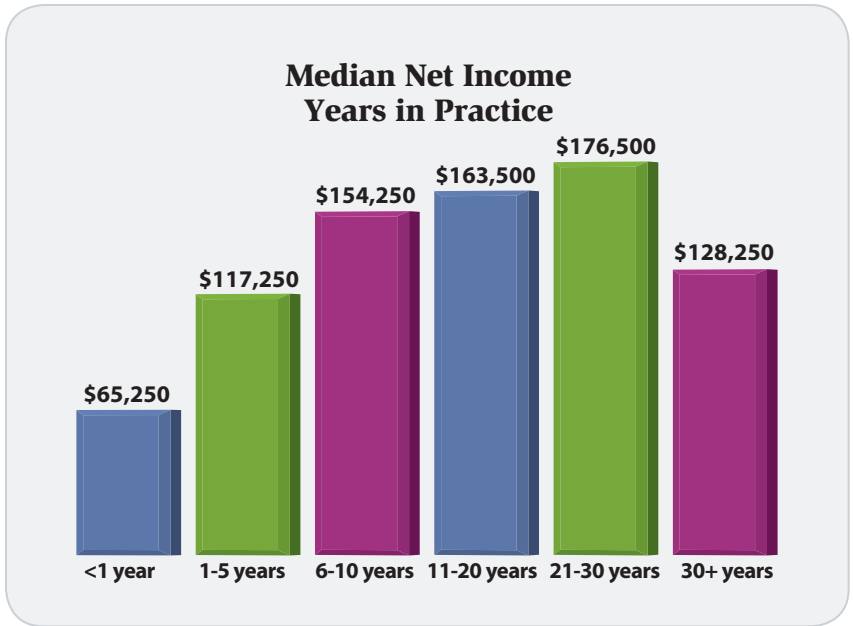 Median Net Income
Years in Practice
$176,500
$163,500
$154,250
$128,250
$117,250
$65,250
<1 year
1-5 years
6-10 years
11-20 years
21-30 years
30+ years